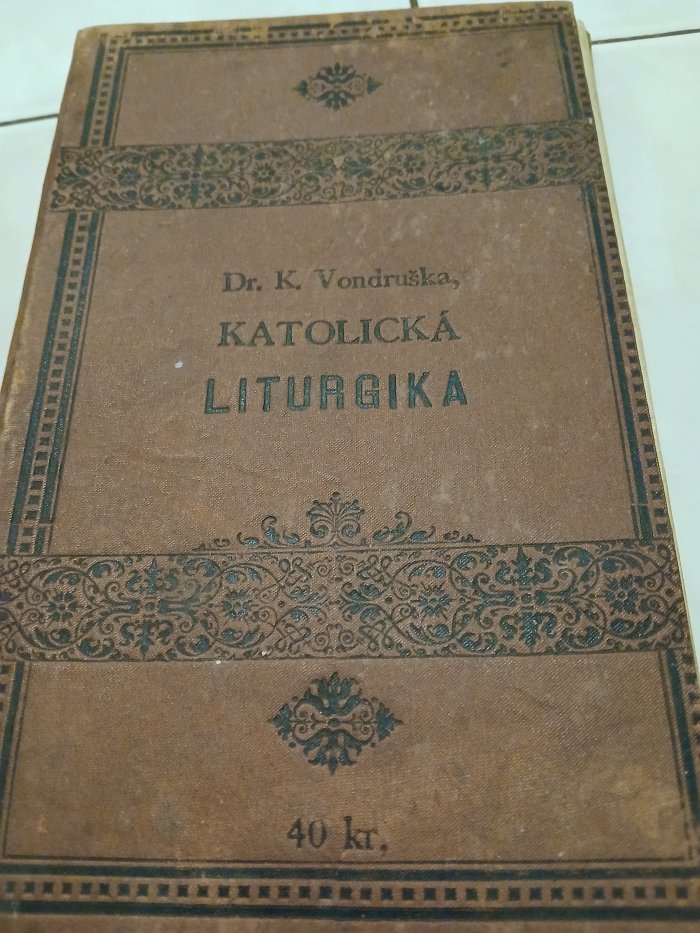 Dr. K. Vondruška,
KATOLICKÁ
LITURGIKA
40 kr.